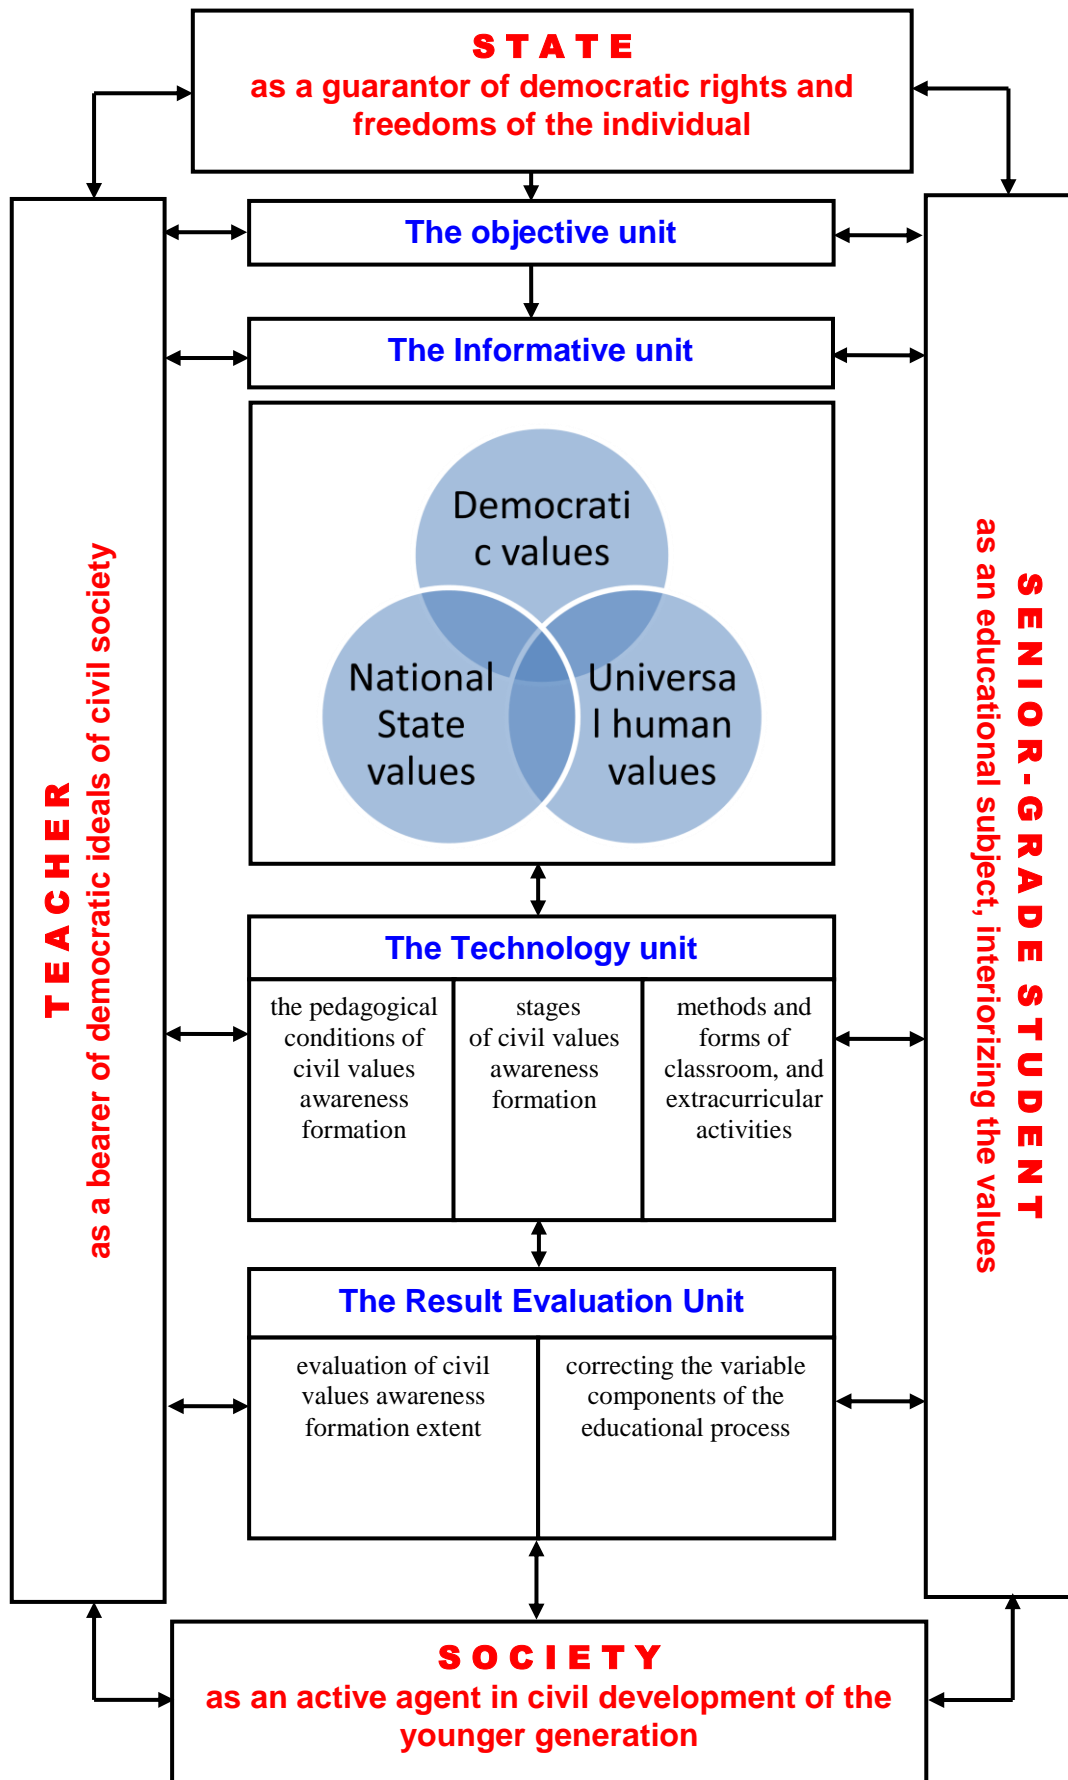 STATE
as a guarantor of democratic rights and
freedoms of the individual
The objective unit
The Informative unit
Democrati
c values
National
State
values
Universa
l human
values
TEACHER
as a bearer of democratic ideals of civil society
SENIOR-GRADE STUDENT
as an educational subject, interiorizing the values
The Technology unit
the pedagogical
conditions of
civil values
awareness
formation
stages
of civil values
awareness
formation
methods and
forms of
classroom, and
extracurricular
activities
The Result Evaluation Unit
evaluation of civil
values awareness
formation extent
correcting the variable
components of the
educational process
SOCIETY
as an active agent in civil development of the
younger generation